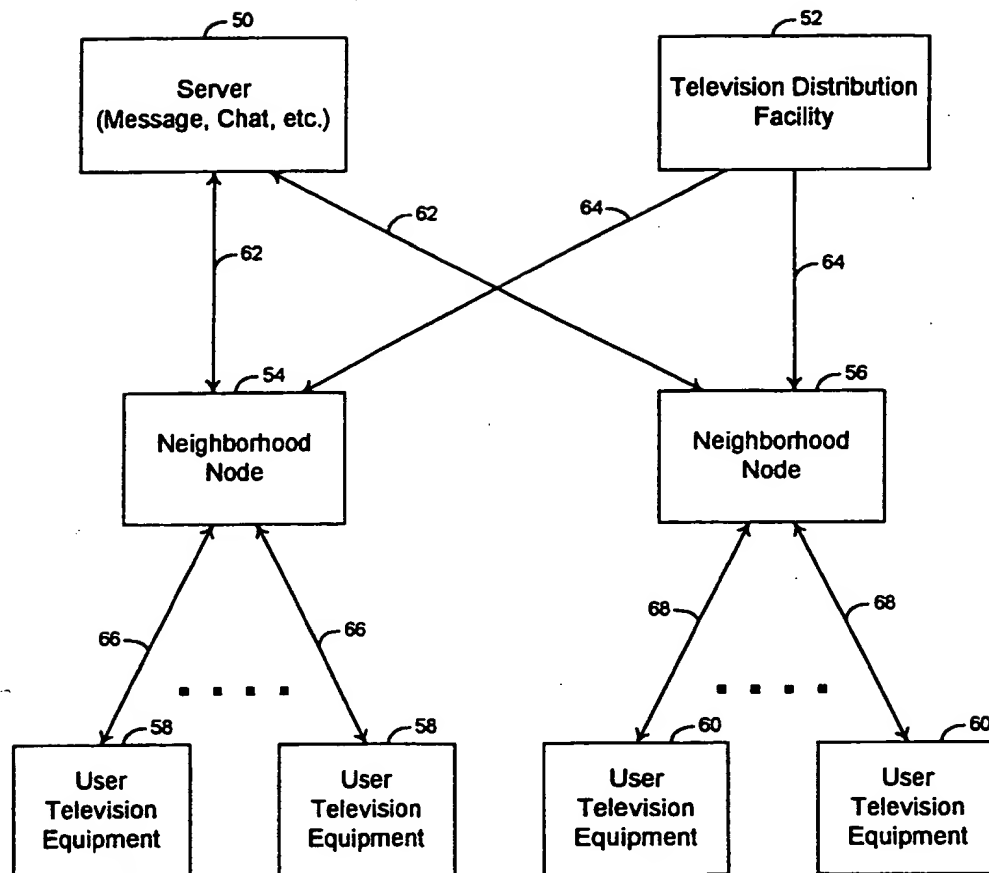 50
52
Server
(Message, Chat, etc.)
Television Distribution
Facility
62
64
62
64
54
56
Neighborhood
Node
Neighborhood
Node
66
66
68
68
58
58
60
60
User
Television
Equipment
User
Television
Equipment
User
Television
Equipment
User
Television
Equipment